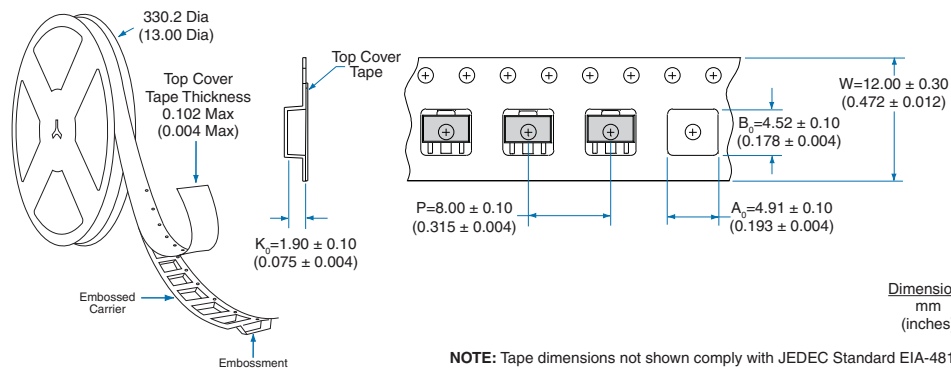 330.2 Dia
(13.00 Dia)
Top Cover
Tape Thickness
0.102 Max
(0.004 Max)
Top Cover
Tape
K₀=1.90 ± 0.10
(0.075 ± 0.004)
Embossed
Carrier
Embossment
W=12.00 ± 0.30
(0.472 ± 0.012)
B₀=4.52 ± 0.10
(0.178 ± 0.004)
P=8.00 ± 0.10
(0.315 ± 0.004)
A₀=4.91 ± 0.10
(0.193 ± 0.004)
Dimensio
mm
(inches
NOTE: Tape dimensions not shown comply with JEDEC Standard EIA-481